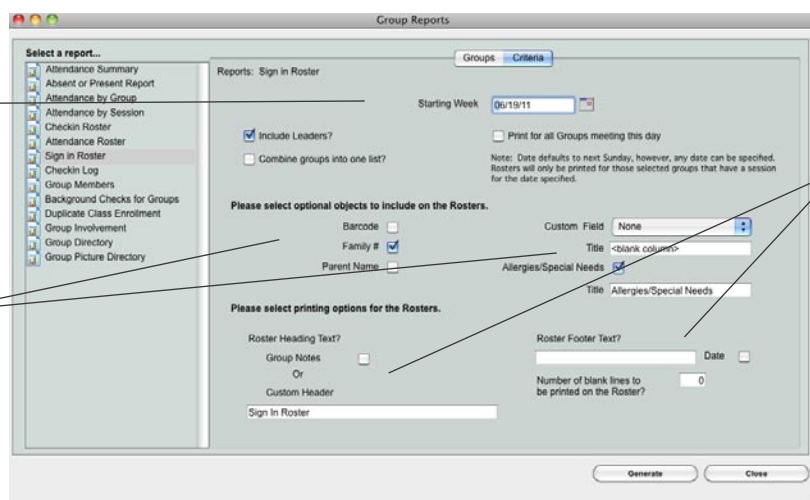 Group Reports
Select a report...
Attendance Summary
Absent or Present Report
Attendance by Group
Attendance by Session
Checkin Roster
Attendance Roster
Sign in Roster
Checkin Log
Group Members
Background Checks for Groups
Duplicate Class Enrollment
Group Involvement
Group Directory
Group Picture Directory
Groups Criteria
Reports: Sign in Roster
Starting Week 06/19/11
Include Leaders?
Print for all Groups meeting this day
Combine groups into one list?
Note: Date defaults to next Sunday, however, any date can be specified.
Rosters will only be printed for those selected groups that have a session
for the date specified.
Please select optional objects to include on the Rosters.
Barcode
Custom Field None
Family #
Title <blank column>
Parent Name
Allergies/Special Needs
Title Allergies/Special Needs
Please select printing options for the Rosters.
Roster Heading Text?
Roster Footer Text?
Group Notes
Date
Or
Custom Header
Number of blank lines to
be printed on the Roster?
0
Sign In Roster
Generate Close